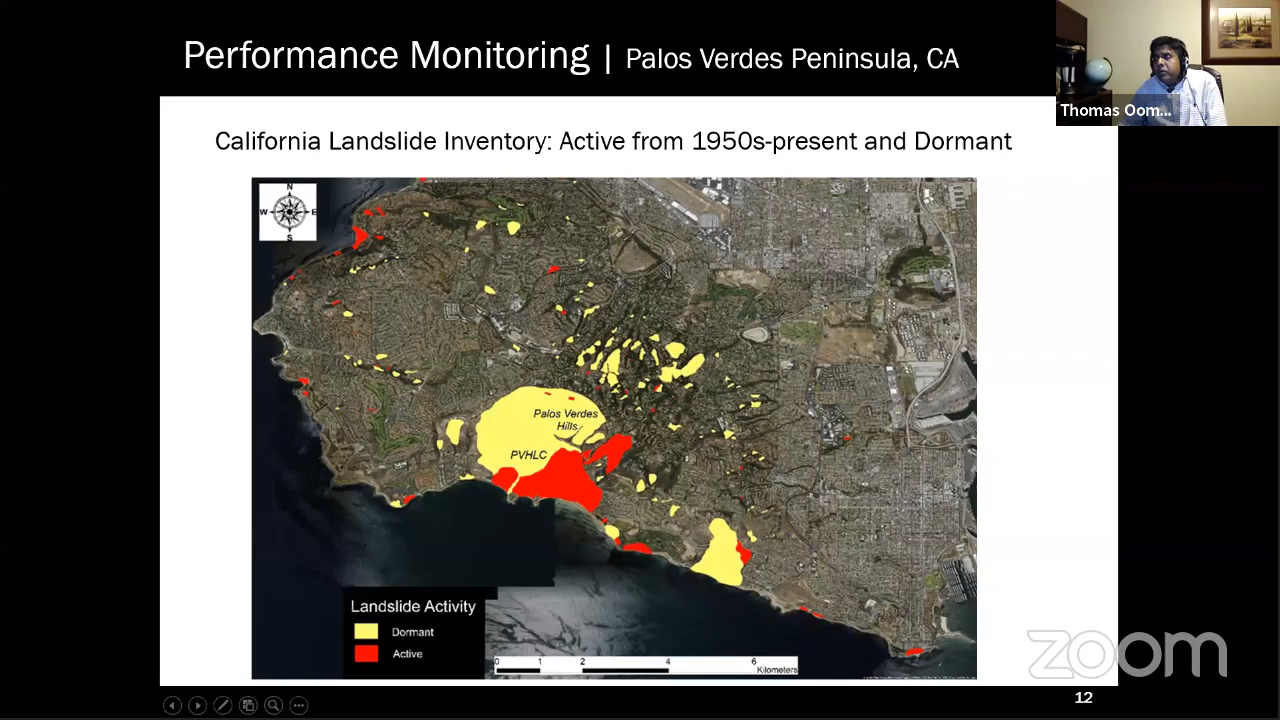 Performance Monitoring | Palos Verdes Peninsula, CA
Thomas Oom...
California Landslide Inventory: Active from 1950s-present and Dormant
N
W E
S
Palos Verdes
Hills
PVHLC
Landslide Activity
Dormant
Active
0 1 2 4 6
Kilometers
zoom
12